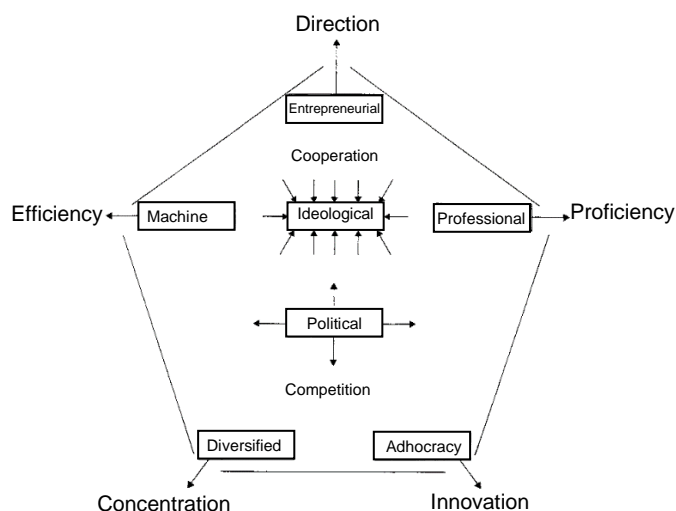 Direction
Entrepreneurial
Cooperation
Efficiency
Machine
Ideological
Professional
Proficiency
Political
Competition
Diversified
Adhocracy
Concentration
Innovation